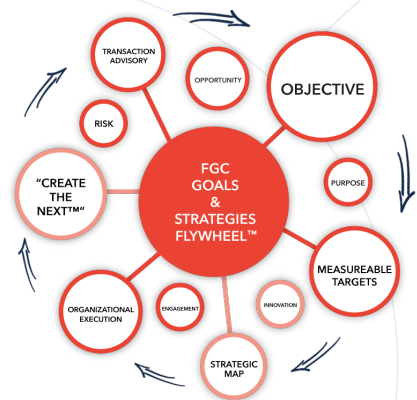 TRANSACTION
ADVISORY
OPPORTUNITY
OBJECTIVE
RISK
FGC
GOALS
&
STRATEGIES
FLYWHEEL™
PURPOSE
“CREATE
THE
NEXT™”
MEASUREABLE
TARGETS
ORGANIZATIONAL
EXECUTION
ENGAGEMENT
INNOVATION
STRATEGIC
MAP